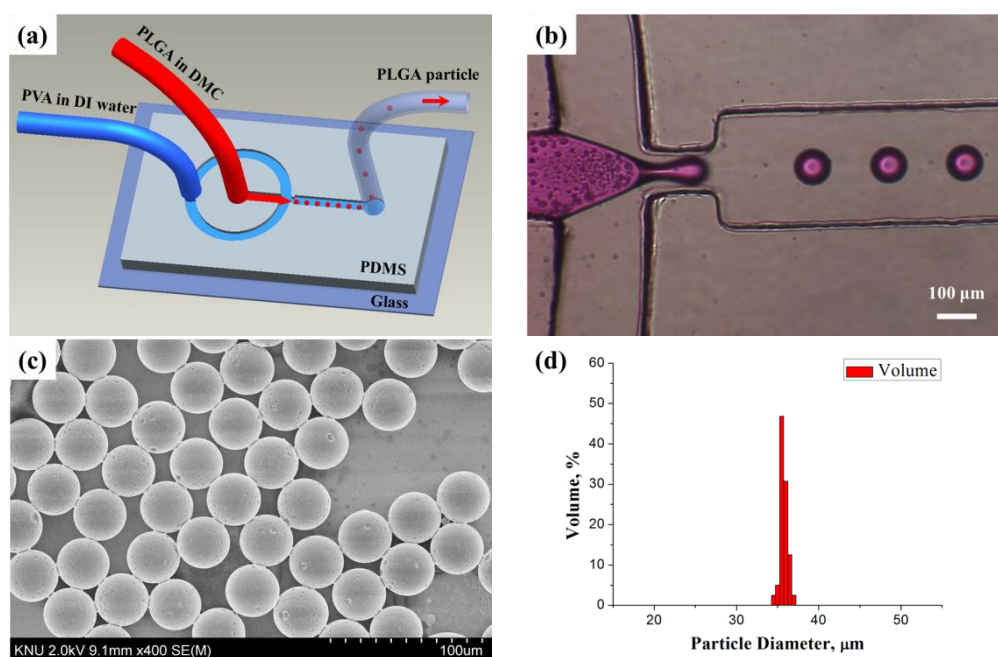 (a)
PLGA in DMC
PVA in DI water
PLGA particle
PDMS
Glass
(b)
100 μm
(c)
KNU 2.0kV 9.1mm x400 SE(M)
100um
(d)
Volume
Volume, %
60
50
40
30
20
10
0
20
30
40
50
Particle Diameter, μm